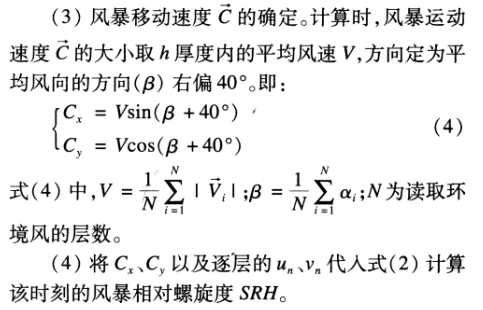 (3) 风暴移动速度 $\vec{C}$ 的确定。计算时,风暴运动
速度 $\vec{C}$ 的大小取 h 厚度内的平均风速 V,方向定为平
均风向的方向(β) 右偏 40°。即:
$\begin{cases} C_x = V\sin(\beta + 40°) \\ C_y = V\cos(\beta + 40°) \end{cases}$ (4)
式(4) 中, $V = \frac{1}{N}\sum_{i=1}^{N} |\vec{V}_i|$ ; $\beta = \frac{1}{N}\sum_{i=1}^{N} \alpha_i$ ; N 为读取环
境风的层数。
(4) 将 $C_x$、$C_y$ 以及逐层的 $u_n$、$v_n$ 代入式(2) 计算
该时刻的风暴相对螺旋度 SRH。